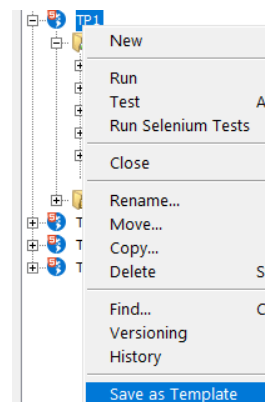 TP1
New
Run
Test A
Run Selenium Tests
Close
Rename...
Move...
Copy...
Delete S
Find... C
Versioning
History
Save as Template